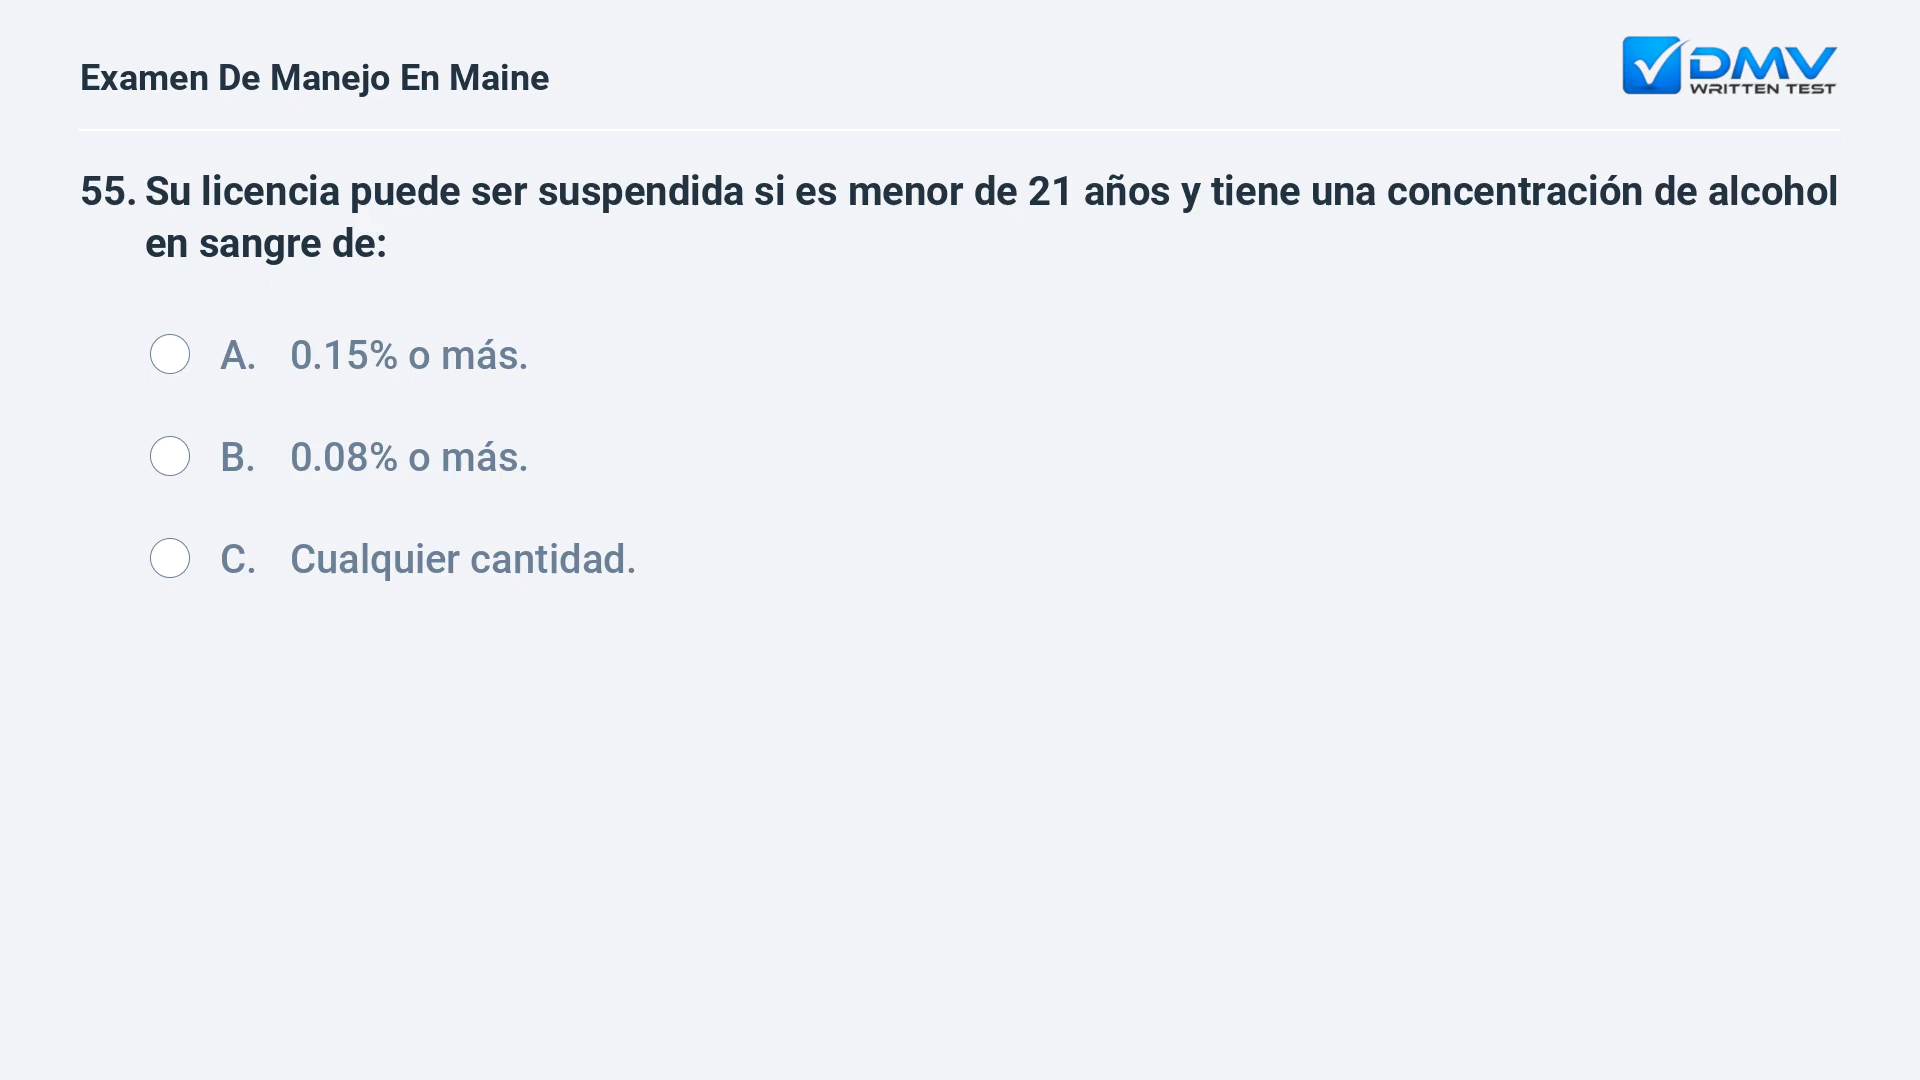 Examen De Manejo En Maine
DMV
WRITTEN TEST
55. Su licencia puede ser suspendida si es menor de 21 años y tiene una concentración de alcohol
en sangre de:
A. 0.15% o más.
B. 0.08% o más.
C. Cualquier cantidad.